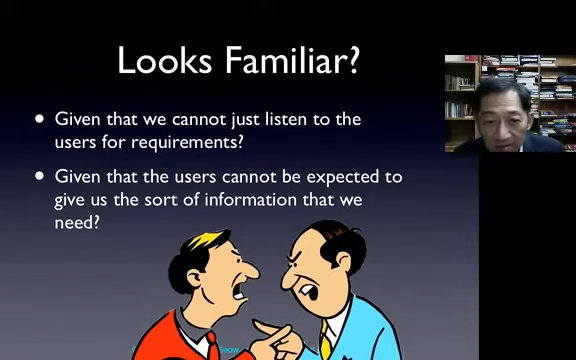 Looks Familiar?
• Given that we cannot just listen to the
users for requirements?
• Given that the users cannot be expected to
give us the sort of information that we
need?